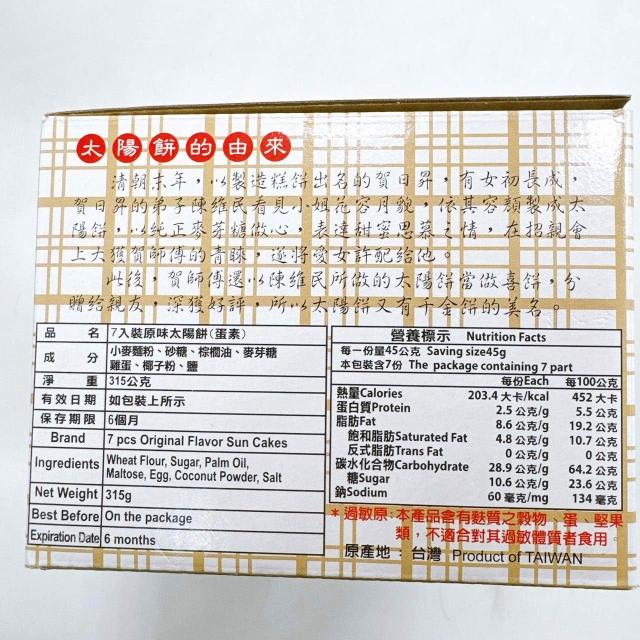 太陽餅的由來
清朝末年，以製造糕餅出名的賀日昇，有女初長成，
賀日昇的弟子陳維民看見小姐花容月貌，依其容顏製成太
陽餅，以純正麥芽糖做心，表達甜蜜思慕之情，在招親會
上大獲賀師傅的青睞，遂將愛女許配給他。
此後，賀師傅還以陳維民所做的太陽餅當做喜餅，分
贈給親友，深獲好評，所以太陽餅又有千金餅的美名。
品名 7入裝原味太陽餅(蛋素)
成分 小麥麵粉、砂糖、棕櫚油、麥芽糖
雞蛋、椰子粉、鹽
淨重 315公克
有效日期 如包裝上所示
保存期限 6個月
Brand 7 pcs Original Flavor Sun Cakes
Ingredients Wheat Flour, Sugar, Palm Oil,
Maltose, Egg, Coconut Powder, Salt
Net Weight 315g
Best Before On the package
Expiration Date 6 months
營養標示 Nutrition Facts
每一份量45公克 Saving size45g
本包裝含7份 The package containing 7 part
每份Each 每100公克
熱量Calories 203.4 大卡/kcal 452 大卡
蛋白質Protein 2.5 公克/g 5.5 公克
脂肪Fat 8.6 公克/g 19.2 公克
飽和脂肪Saturated Fat 4.8 公克/g 10.7 公克
反式脂肪Trans Fat 0 公克/g 0 公克
碳水化合物Carbohydrate 28.9 公克/g 64.2 公克
糖Sugar 10.6 公克/g 23.6 公克
鈉Sodium 60 毫克/mg 134 毫克
*過敏原:本產品含有麩質之穀物、蛋、堅果
類，不適合對其過敏體質者食用。
原產地：台灣 Product of TAIWAN